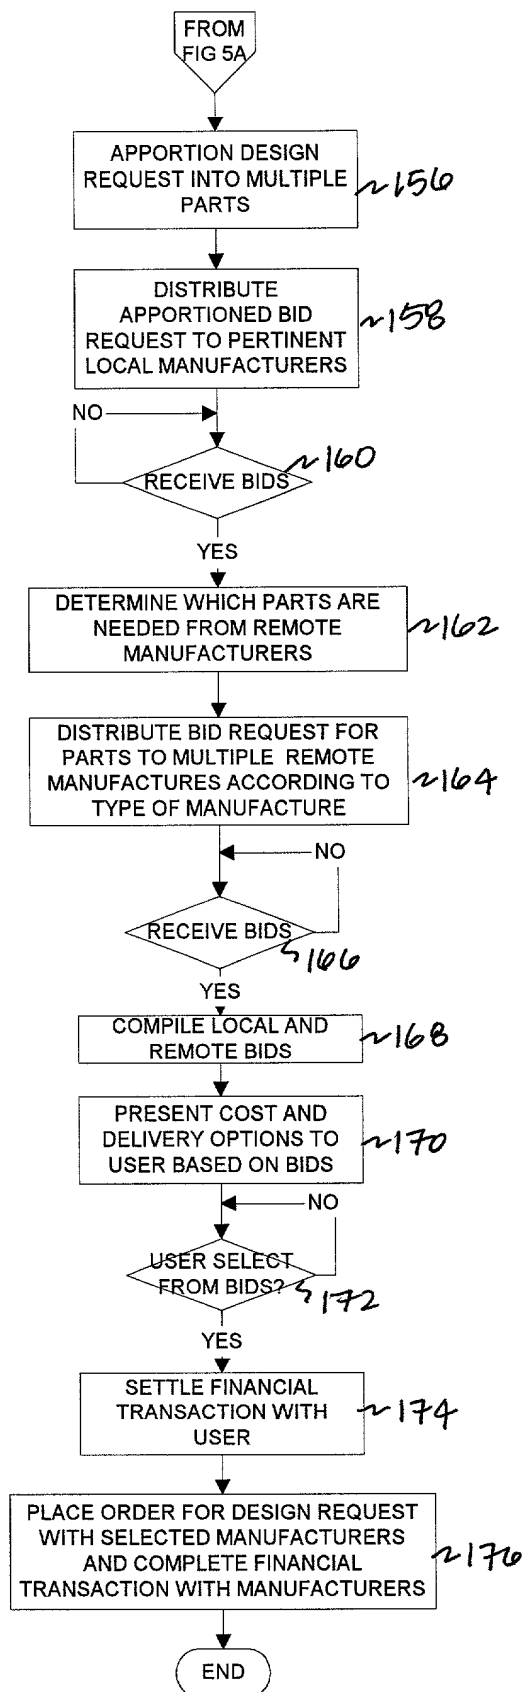 FROM
FIG 5A
APPORTION DESIGN
REQUEST INTO MULTIPLE
PARTS
156
DISTRIBUTE
APPORTIONED BID
REQUEST TO PERTINENT
LOCAL MANUFACTURERS
158
NO
RECEIVE BIDS
160
YES
DETERMINE WHICH PARTS ARE
NEEDED FROM REMOTE
MANUFACTURERS
162
DISTRIBUTE BID REQUEST FOR
PARTS TO MULTIPLE REMOTE
MANUFACTURES ACCORDING TO
TYPE OF MANUFACTURE
164
NO
RECEIVE BIDS
166
YES
COMPILE LOCAL AND
REMOTE BIDS
168
PRESENT COST AND
DELIVERY OPTIONS TO
USER BASED ON BIDS
170
NO
USER SELECT
FROM BIDS?
172
YES
SETTLE FINANCIAL
TRANSACTION WITH
USER
174
PLACE ORDER FOR DESIGN REQUEST
WITH SELECTED MANUFACTURERS
AND COMPLETE FINANCIAL
TRANSACTION WITH MANUFACTURERS
176
END